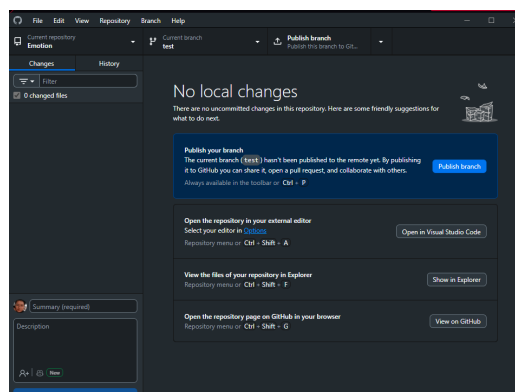 File Edit View Repository Branch Help
Current repository
Emotion
Current branch
test
Publish branch
Publish this branch to Git...
Changes History
Filter
0 changed files
No local changes
There are no uncommitted changes in this repository. Here are some friendly suggestions for
what to do next.
Publish your branch
The current branch (test) hasn't been published to the remote yet. By publishing
it to GitHub you can share it, open a pull request, and collaborate with others.
Always available in the toolbar or Ctrl + P
Publish branch
Open the repository in your external editor
Select your editor in Options
Repository menu or Ctrl + Shift + A
Open in Visual Studio Code
View the files of your repository in Explorer
Repository menu or Ctrl + Shift + F
Show in Explorer
Open the repository page on GitHub in your browser
Repository menu or Ctrl + Shift + G
View on GitHub
Summary (required)
Description
New